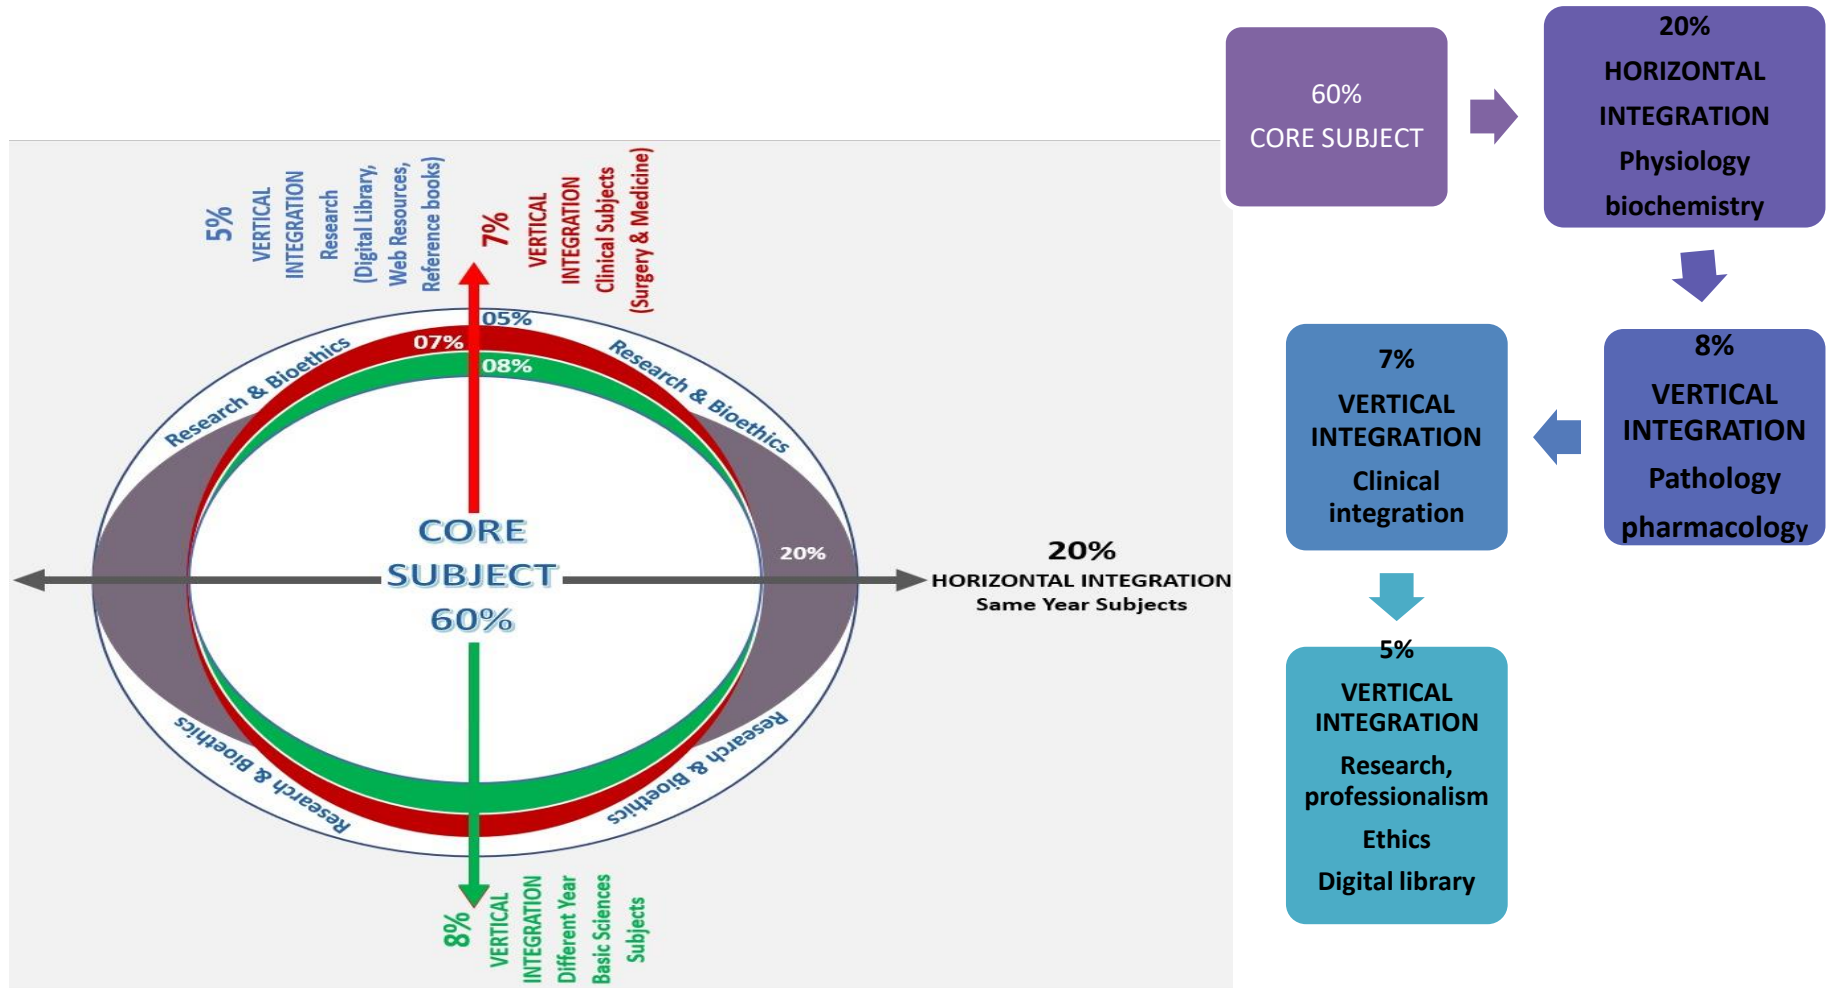 5%
VERTICAL
INTEGRATION
Research
(Digital Library,
Web Resources,
Reference books)
7%
VERTICAL
INTEGRATION
Clinical Subjects
(Surgery & Medicine)
05%
07%
08%
Research & Bioethics
Research & Bioethics
CORE
SUBJECT
60%
20%
20%
HORIZONTAL INTEGRATION
Same Year Subjects
Research & Bioethics
Research & Bioethics
8%
VERTICAL
INTEGRATION
Different Year
Basic Sciences
Subjects
60%
CORE SUBJECT
20%
HORIZONTAL
INTEGRATION
Physiology
biochemistry
8%
VERTICAL
INTEGRATION
Pathology
pharmacology
7%
VERTICAL
INTEGRATION
Clinical
integration
5%
VERTICAL
INTEGRATION
Research,
professionalism
Ethics
Digital library